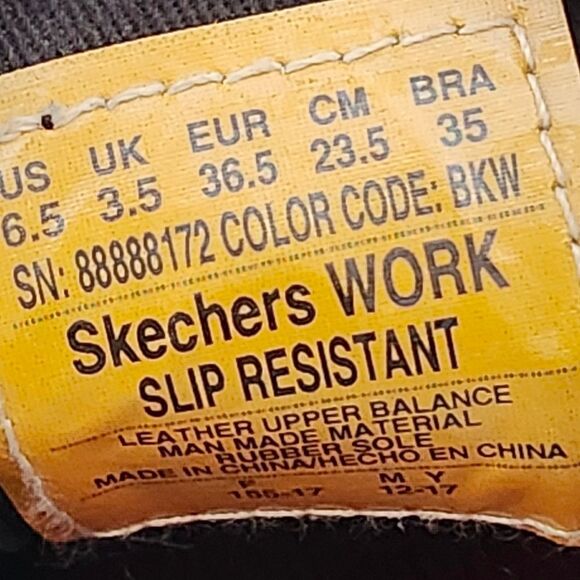 US UK EUR CM BRA
6.5 3.5 36.5 23.5 35
SN: 88888172 COLOR CODE: BKW
Skechers WORK
SLIP RESISTANT
LEATHER UPPER BALANCE
MAN MADE MATERIAL
RUBBER SOLE
MADE IN CHINA/HECHO EN CHINA
M Y
12-17